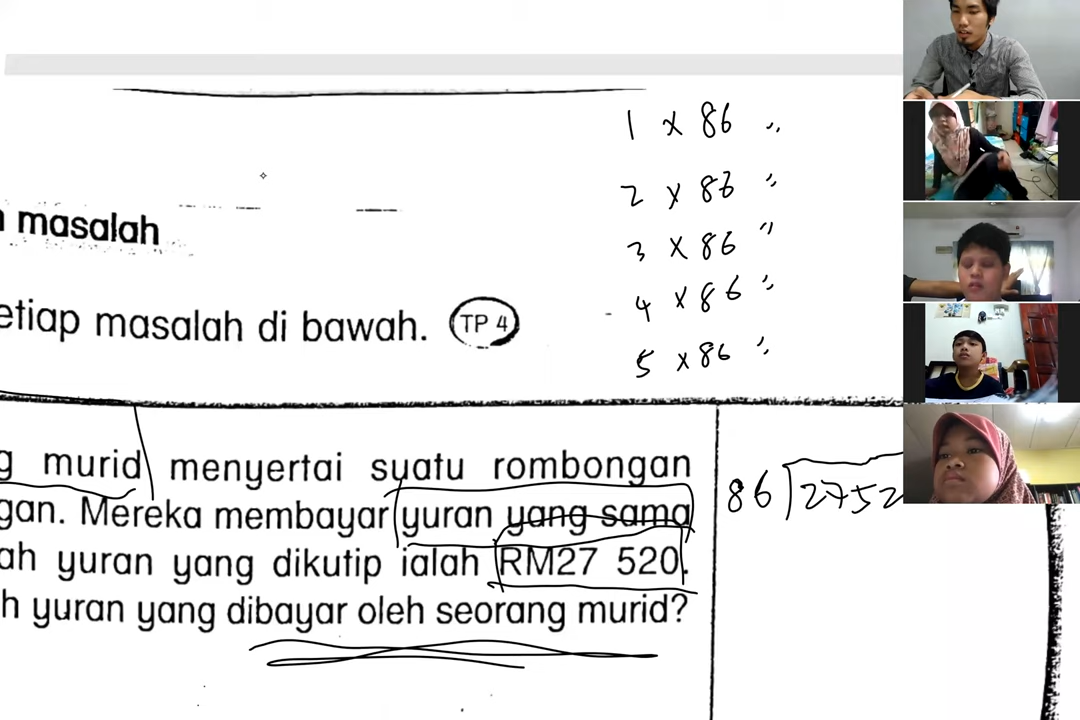 masalah
etiap masalah di bawah. TP 4
1 x 86
2 x 86
3 x 86
4 x 86
5 x 86
g murid menyertai suatu rombongan
gan. Mereka membayar yuran yang sama
ah yuran yang dikutip ialah RM27 520.
h yuran yang dibayar oleh seorang murid?
86 2752